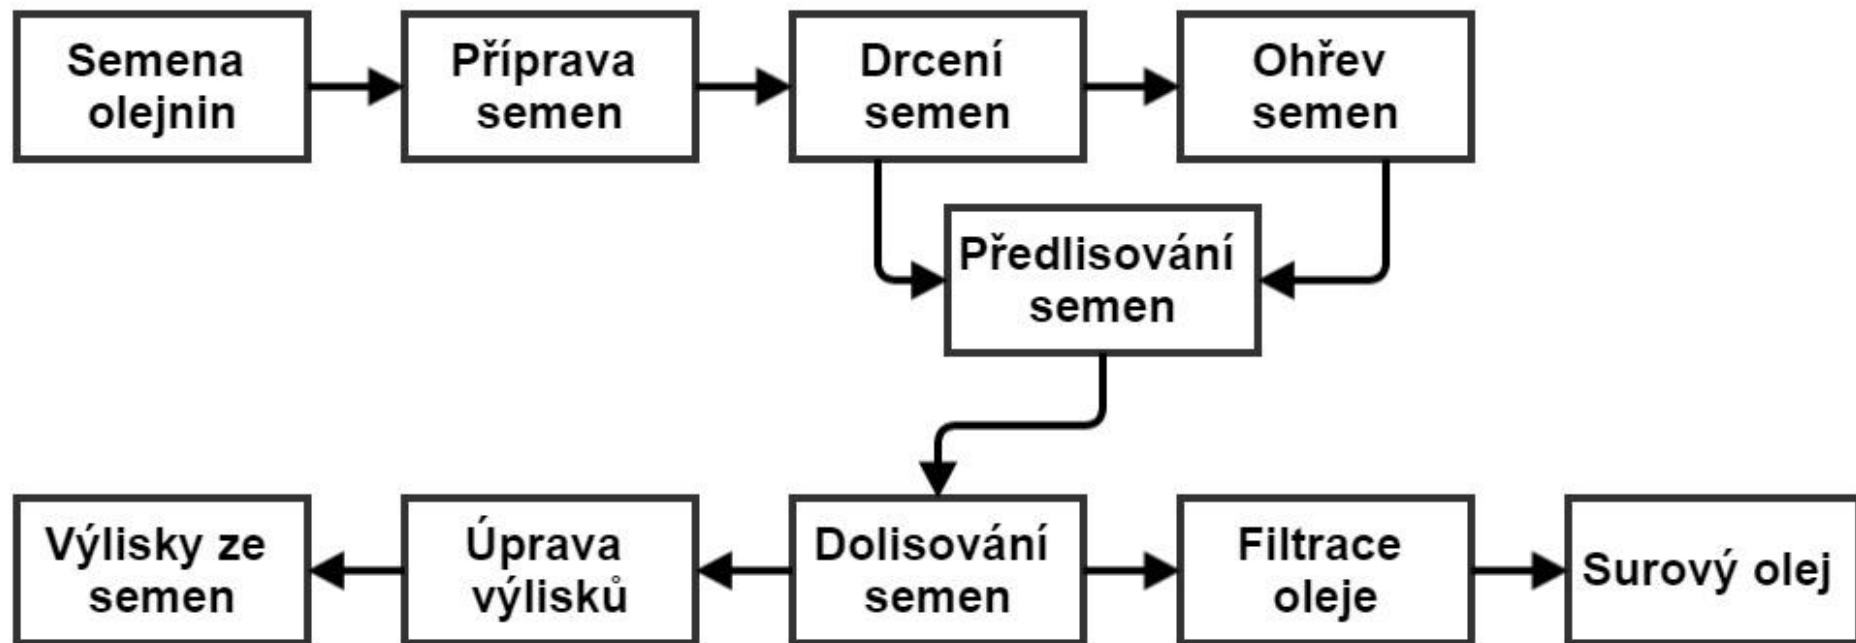 Semena
olejnin
Příprava
semen
Drcení
semen
Ohřev
semen
Předlisování
semen
Výlisky ze
semen
Úprava
výlisků
Dolisování
semen
Filtrace
oleje
Surový olej